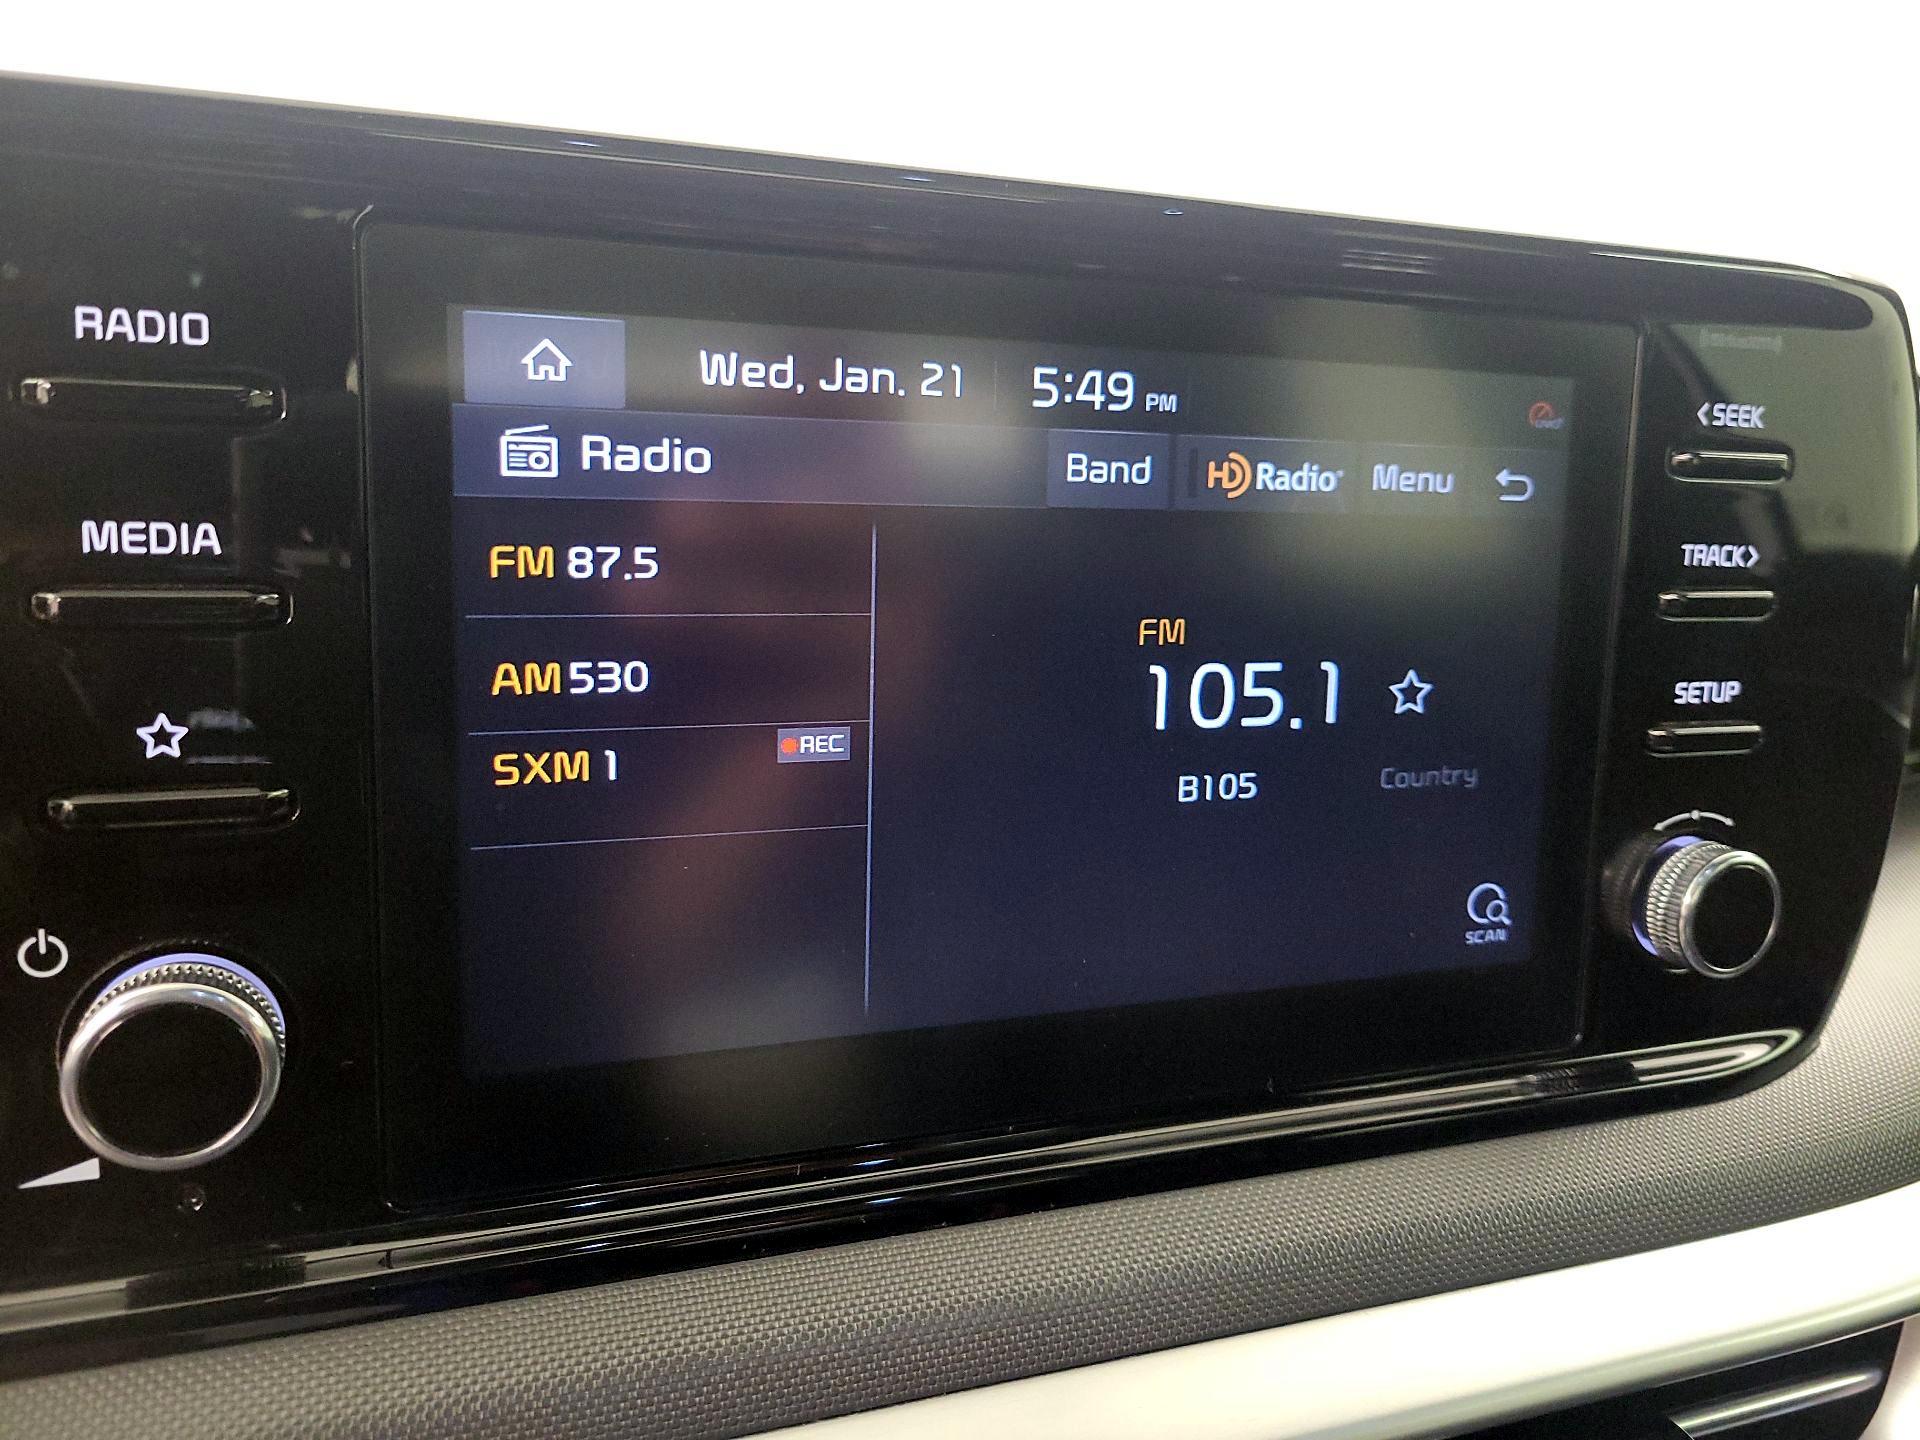 RADIO
MEDIA
Wed, Jan. 21 5:49 PM
Radio Band HD Radio Menu
FM 87.5
AM 530
SXM 1 REC
FM
105.1
B105 Country
SCAN
<SEEK
TRACK>
SETUP